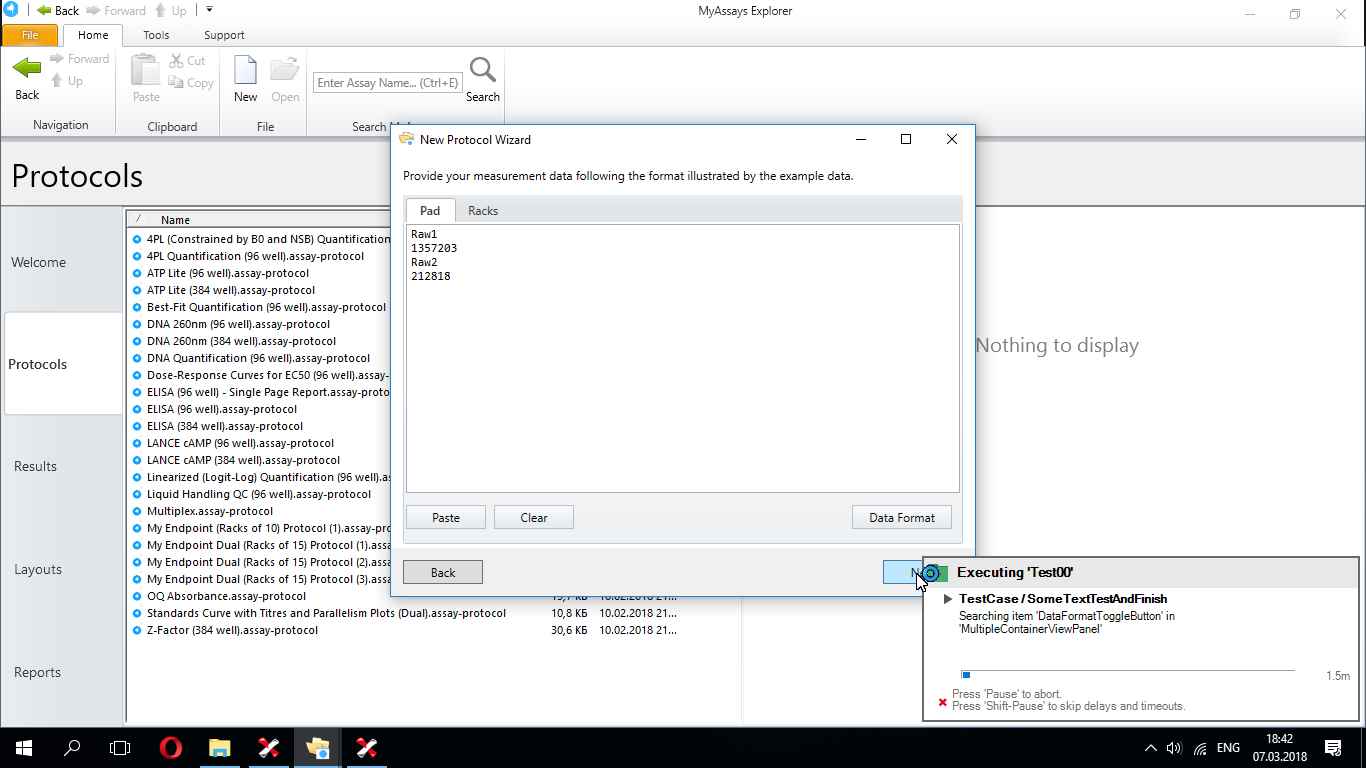 Back Forward Up
MyAssays Explorer
File Home Tools Support
Back
Forward
Up
Navigation
Paste
Cut
Copy
Clipboard
New
Open
File
Enter Assay Name... (Ctrl+E)
Search
Search
Protocols
Welcome
Protocols
Results
Layouts
Reports
Name
4PL (Constrained by B0 and NSB) Quantification
4PL Quantification (96 well).assay-protocol
ATP Lite (96 well).assay-protocol
ATP Lite (384 well).assay-protocol
Best-Fit Quantification (96 well).assay-protocol
DNA 260nm (96 well).assay-protocol
DNA 260nm (384 well).assay-protocol
DNA Quantification (96 well).assay-protocol
Dose-Response Curves for EC50 (96 well).assay-
ELISA (96 well) - Single Page Report.assay-proto
ELISA (96 well).assay-protocol
ELISA (384 well).assay-protocol
LANCE cAMP (96 well).assay-protocol
LANCE cAMP (384 well).assay-protocol
Linearized (Logit-Log) Quantification (96 well).as
Liquid Handling QC (96 well).assay-protocol
Multiplex.assay-protocol
My Endpoint (Racks of 10) Protocol (1).assay-pro
My Endpoint Dual (Racks of 15) Protocol (1).assa
My Endpoint Dual (Racks of 15) Protocol (2).assa
My Endpoint Dual (Racks of 15) Protocol (3).assa
OQ Absorbance.assay-protocol 10.02.2018 21...
Standards Curve with Titres and Parallelism Plots (Dual).assay-protocol 10,8 КБ 10.02.2018 21...
Z-Factor (384 well).assay-protocol 30,6 КБ 10.02.2018 21...
Nothing to display
New Protocol Wizard
Provide your measurement data following the format illustrated by the example data.
Pad Racks
Raw1
1357203
Raw2
212818
Paste Clear Data Format
Back
Executing 'Test00'
TestCase / SomeTextTestAndFinish
Searching item 'DataFormatToggleButton' in
'MultipleContainerViewPanel'
1.5m
Press 'Pause' to abort.
Press 'Shift-Pause' to skip delays and timeouts.
ENG
18:42
07.03.2018